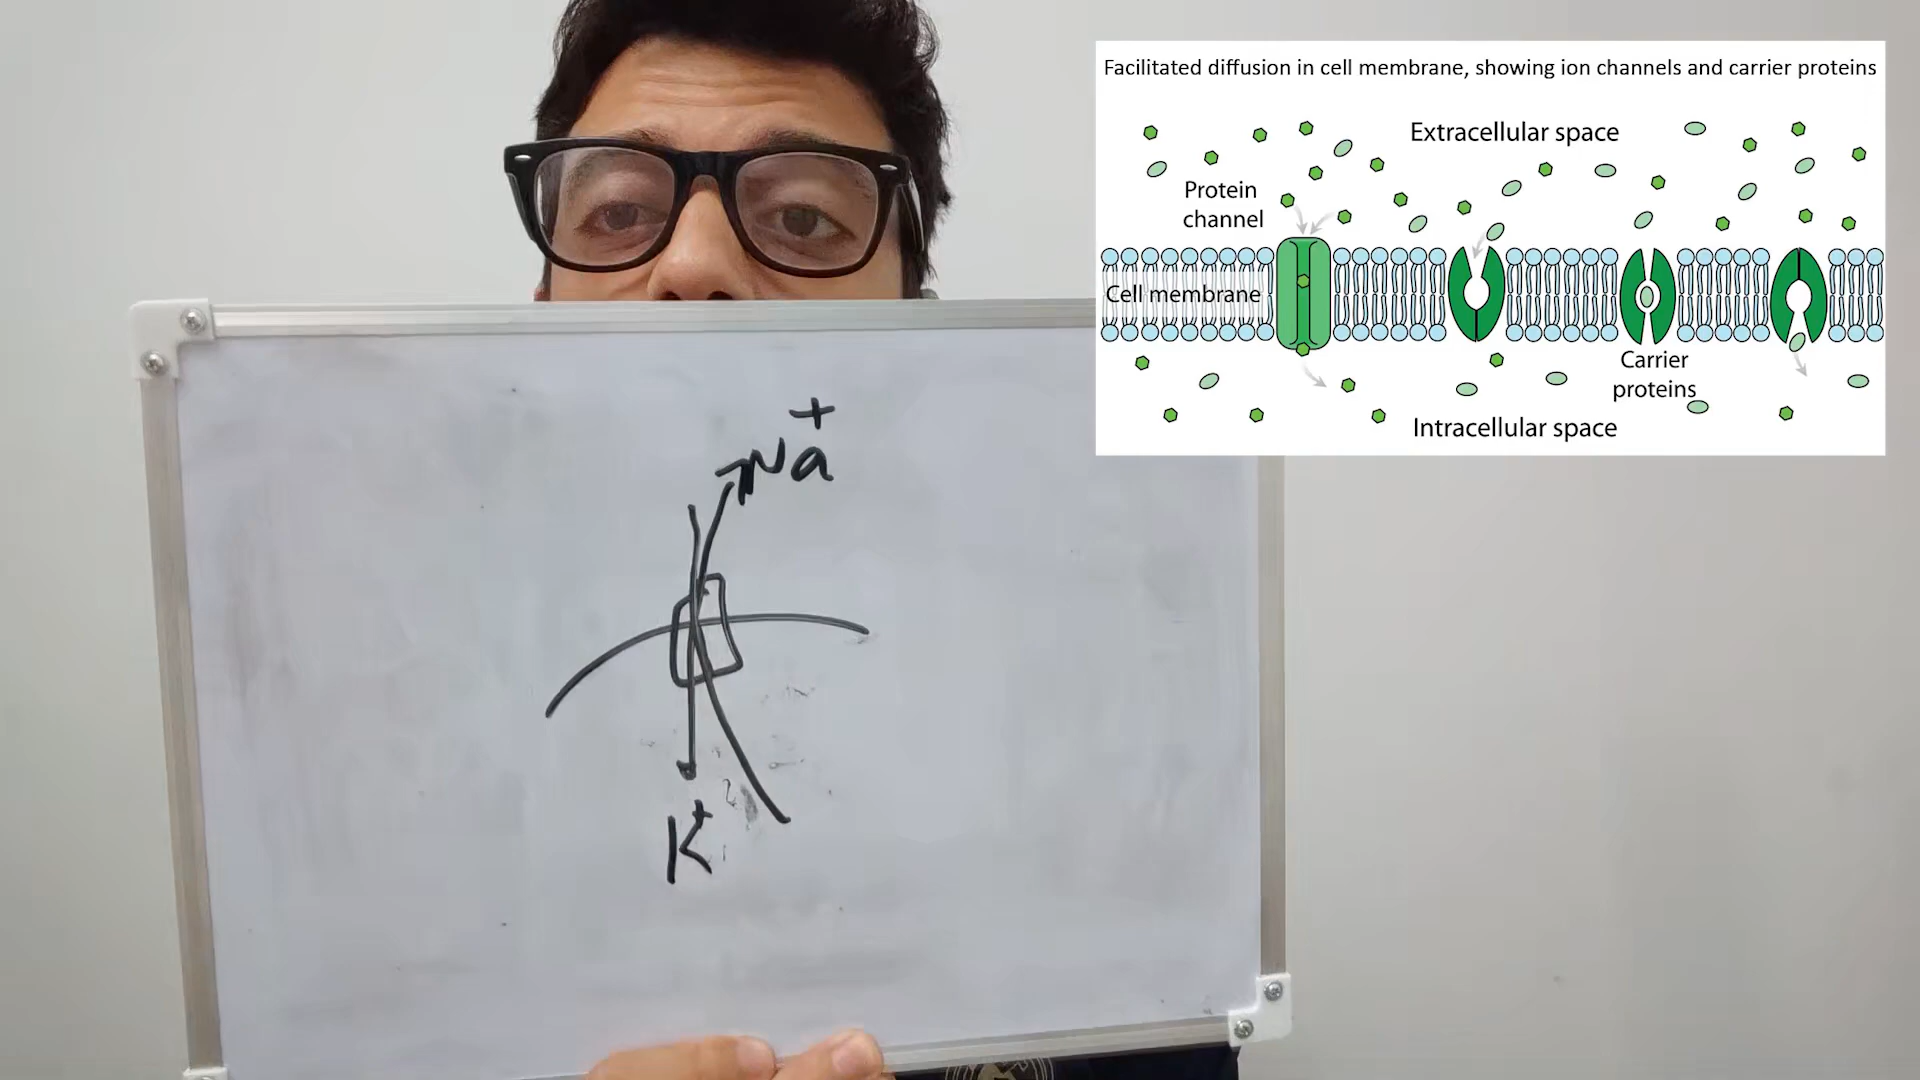 Facilitated diffusion in cell membrane, showing ion channels and carrier proteins
Extracellular space
Protein
channel
Cell membrane
Carrier
proteins
Intracellular space
Na+
K+